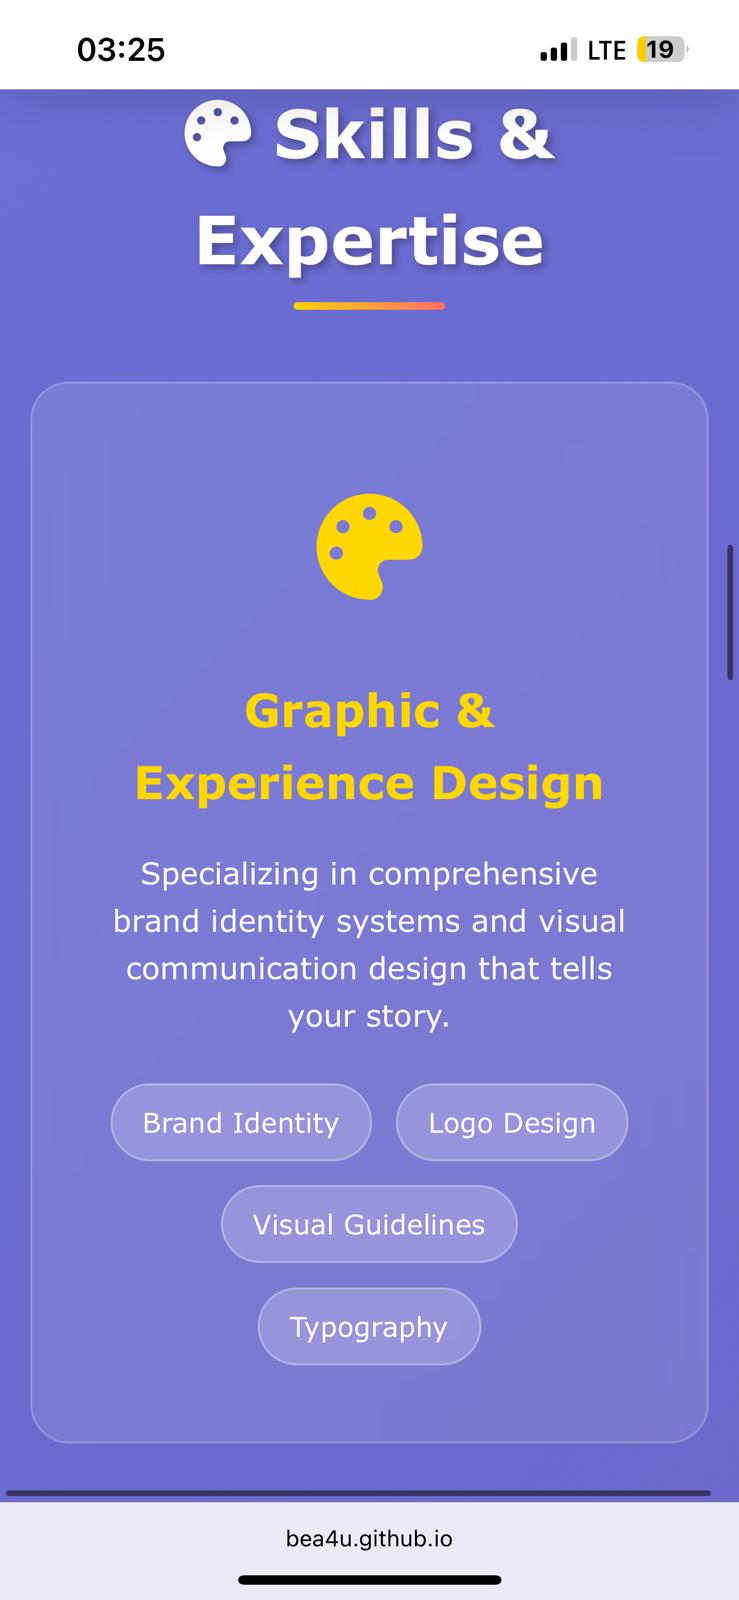 03:25
LTE
19
Skills &
Expertise
Graphic &
Experience Design
Specializing in comprehensive
brand identity systems and visual
communication design that tells
your story.
Brand Identity
Logo Design
Visual Guidelines
Typography
bea4u.github.io